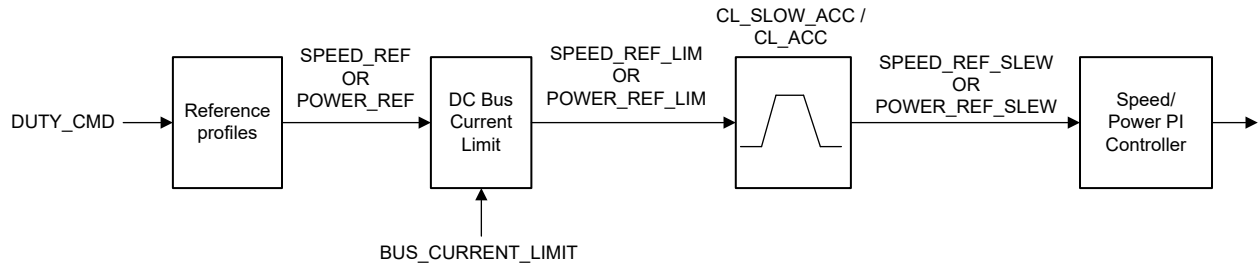 DUTY_CMD
Reference
profiles
SPEED_REF
OR
POWER_REF
DC Bus
Current
Limit
BUS_CURRENT_LIMIT
SPEED_REF_LIM
OR
POWER_REF_LIM
CL_SLOW_ACC /
CL_ACC
SPEED_REF_SLEW
OR
POWER_REF_SLEW
Speed/
Power PI
Controller